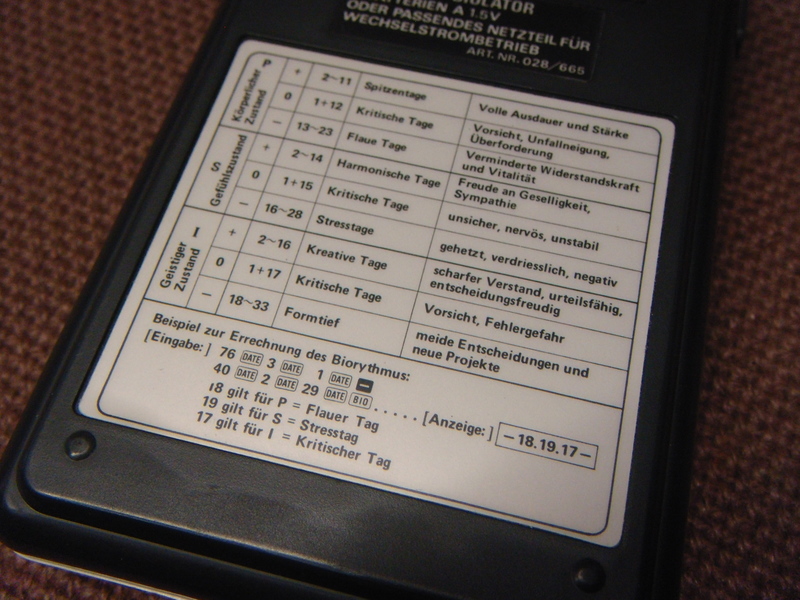 BATTERIEN A 1.5V
ODER PASSENDES NETZTEIL FÜR
WECHSELSTROMBETRIEB
ART. NR. 028/665
P Körperlicher Zustand
+ 2~11 Spitzentage Volle Ausdauer und Stärke
0 1+12 Kritische Tage Vorsicht, Unfallneigung,
Überforderung
− 13~23 Flaue Tage Verminderte Widerstandskraft
und Vitalität
S Gefühlszustand
+ 2~14 Harmonische Tage Freude an Geselligkeit,
Sympathie
0 1+15 Kritische Tage unsicher, nervös, unstabil
− 16~28 Stresstage gehetzt, verdriesslich, negativ
I Geistiger Zustand
+ 2~16 Kreative Tage scharfer Verstand, urteilsfähig,
entscheidungsfreudig
0 1+17 Kritische Tage Vorsicht, Fehlergefahr
− 18~33 Formtief meide Entscheidungen und
neue Projekte
Beispiel zur Errechnung des Biorythmus:
[Eingabe:] 76 DATE 3 DATE 1 DATE −
40 DATE 2 DATE 29 DATE BIO ...... [Anzeige:] −18.19.17−
18 gilt für P = Flauer Tag
19 gilt für S = Stresstag
17 gilt für I = Kritischer Tag